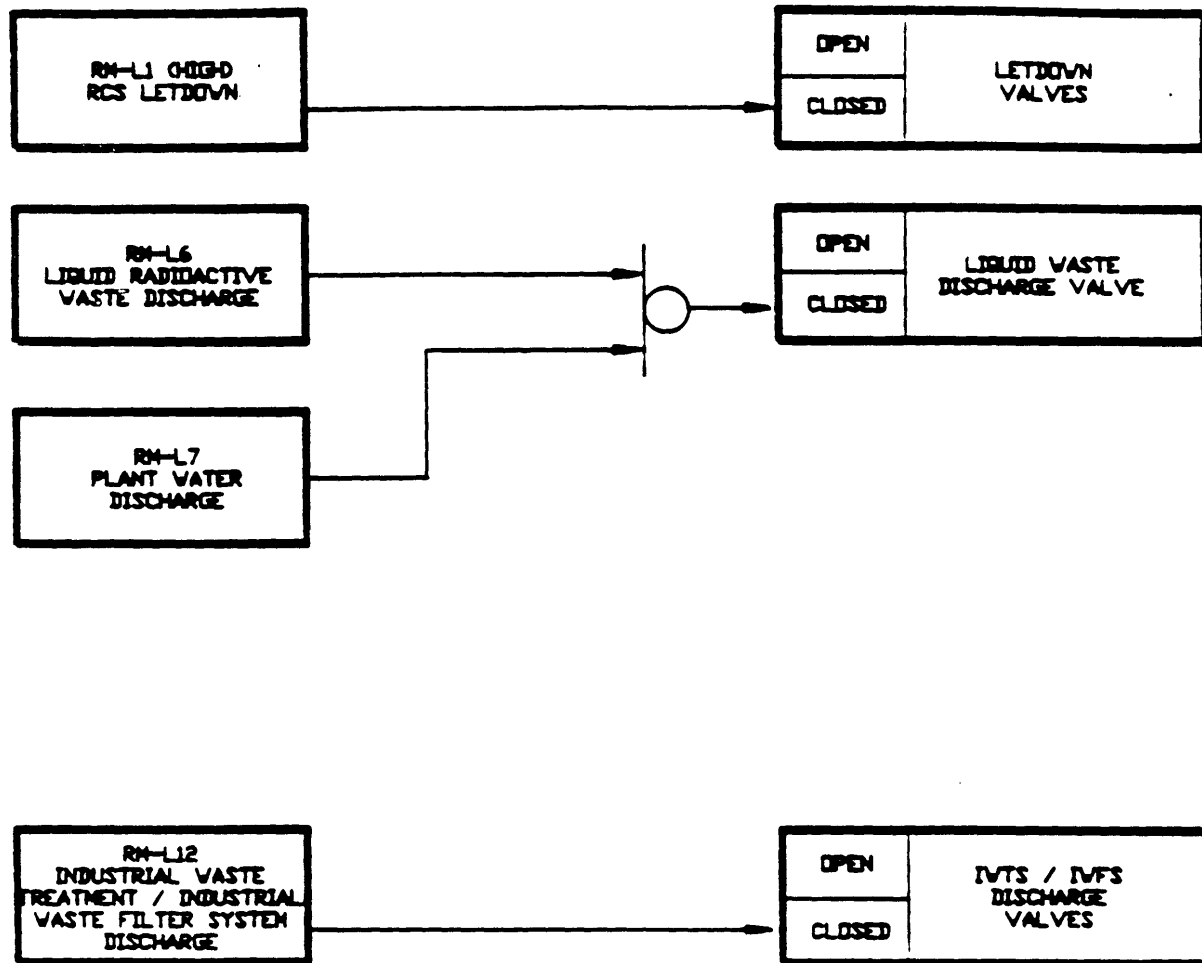 RM-L1 (HIGH)
RCS LETDOWN
OPEN
CLOSED
LETDOWN
VALVES
RM-L6
LIQUID RADIOACTIVE
WASTE DISCHARGE
OPEN
CLOSED
LIQUID WASTE
DISCHARGE VALVE
RM-L7
PLANT WATER
DISCHARGE
RM-L12
INDUSTRIAL WASTE
TREATMENT / INDUSTRIAL
WASTE FILTER SYSTEM
DISCHARGE
OPEN
CLOSED
IWTS / IWFS
DISCHARGE
VALVES